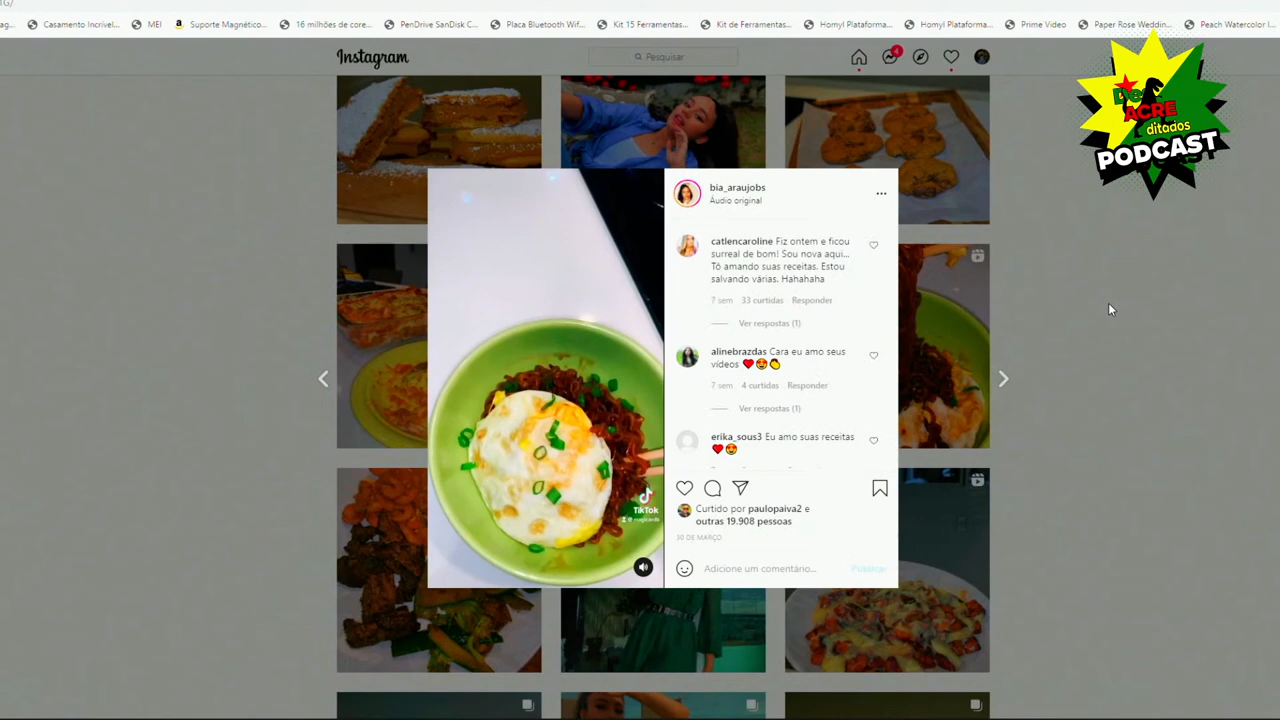 TG/
Casamento Incrível...
MEI
Suporte Magnético...
16 milhões de core...
PenDrive SanDisk C...
Placa Bluetooth Wif...
Kit 15 Ferramentas...
Kit de Ferramentas...
Homyl Plataforma...
Homyl Plataforma...
Prime Video
Paper Rose Weddin...
Peach Watercolor I...
Instagram
Pesquisar
4
Des
ACRE
ditados
PODCAST
bia_araujobs
Áudio original
catlencaroline Fiz ontem e ficou
surreal de bom! Sou nova aqui...
Tô amando suas receitas. Estou
salvando várias. Hahahaha
7 sem 33 curtidas Responder
Ver respostas (1)
alinebrazdas Cara eu amo seus
vídeos ❤️😍👏
7 sem 4 curtidas Responder
Ver respostas (1)
erika_sous3 Eu amo suas receitas
❤️😍
TikTok
Curtido por paulopaiva2 e
outras 19.908 pessoas
30 DE MARÇO
Adicione um comentário...
Publicar